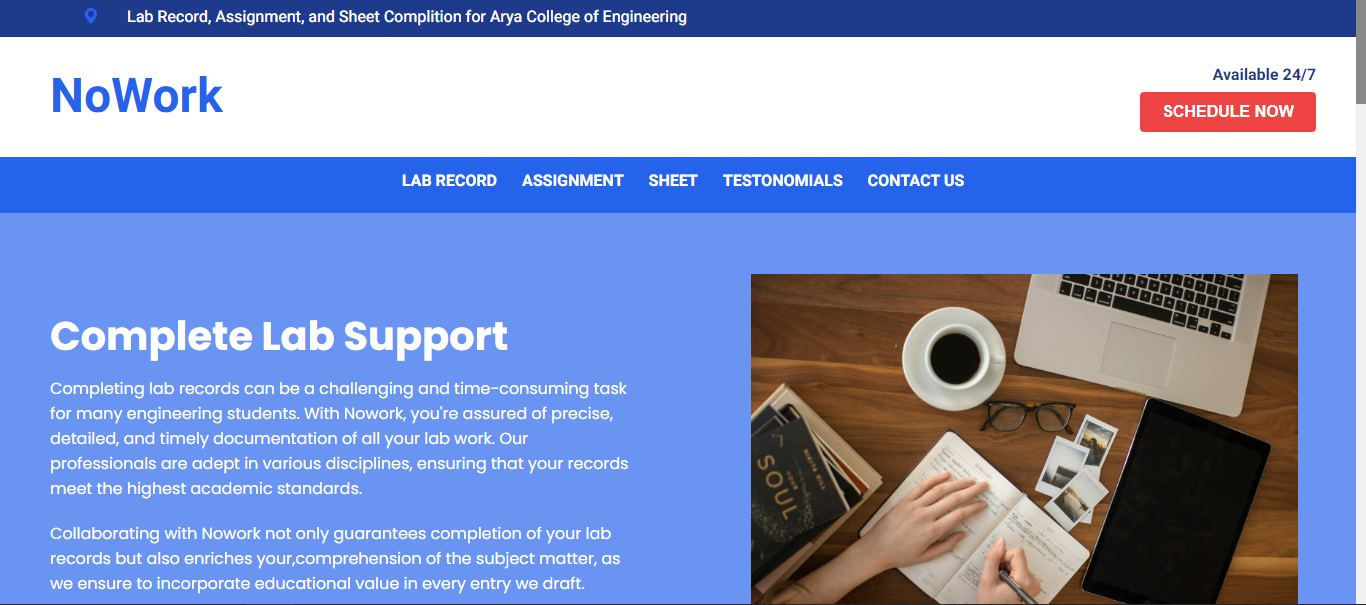 Lab Record, Assignment, and Sheet Complition for Arya College of Engineering
NoWork
Available 24/7
SCHEDULE NOW
LAB RECORD ASSIGNMENT SHEET TESTONOMIALS CONTACT US
Complete Lab Support
Completing lab records can be a challenging and time-consuming task
for many engineering students. With Nowork, you're assured of precise,
detailed, and timely documentation of all your lab work. Our
professionals are adept in various disciplines, ensuring that your records
meet the highest academic standards.
Collaborating with Nowork not only guarantees completion of your lab
records but also enriches your,comprehension of the subject matter, as
we ensure to incorporate educational value in every entry we draft.
SOUL